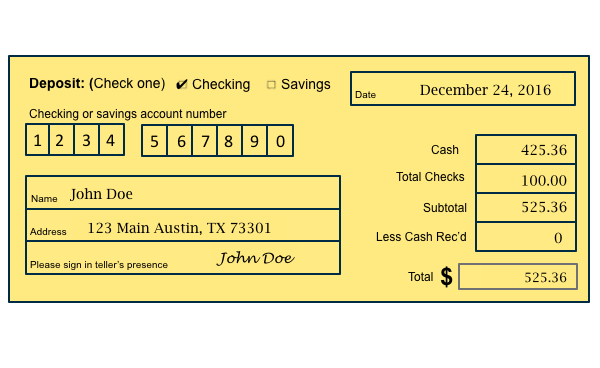 Deposit: (Check one) ✔ Checking ☐ Savings
Date December 24, 2016
Checking or savings account number
1 2 3 4 5 6 7 8 9 0
Cash 425.36
Total Checks 100.00
Subtotal 525.36
Less Cash Rec'd 0
Name John Doe
Address 123 Main Austin, TX 73301
Please sign in teller's presence John Doe
Total $ 525.36